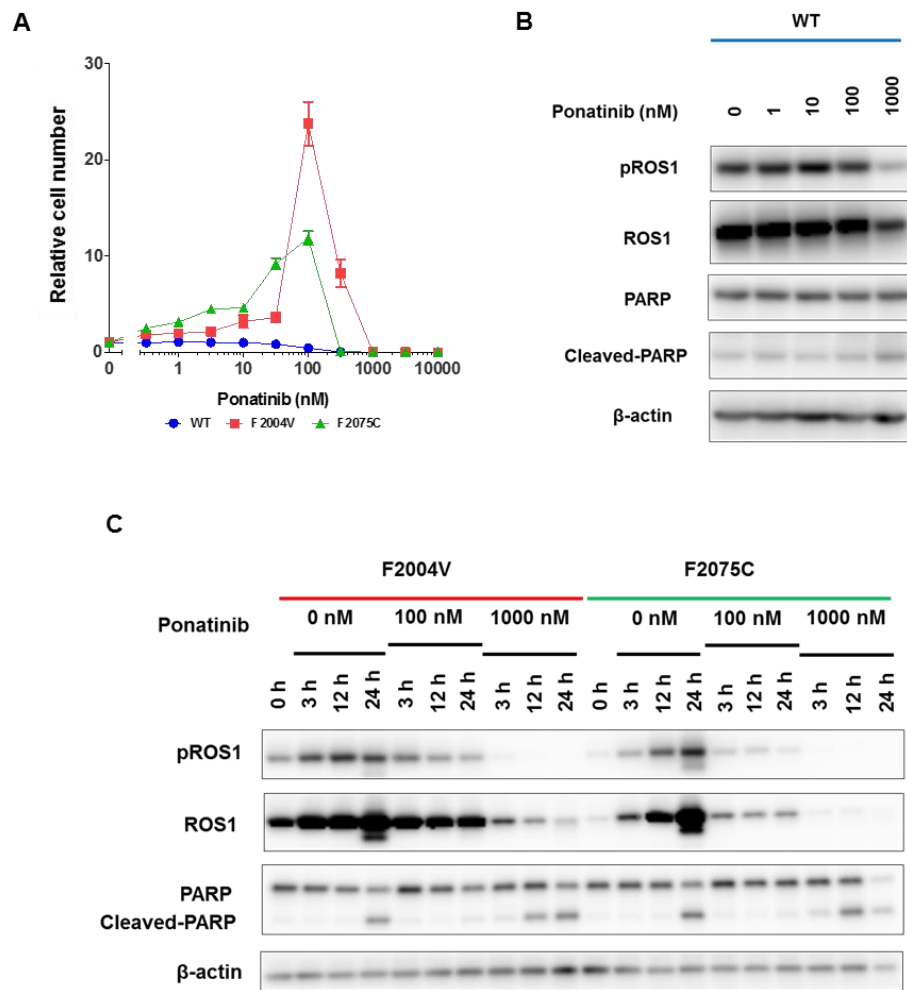 A
30
20
10
0
Relative cell number
0 1 10 100 1000 10000
Ponatinib (nM)
WT F2004V F2075C
B
WT
Ponatinib (nM) 0 1 10 100 1000
pROS1
ROS1
PARP
Cleaved-PARP
β-actin
C
F2004V F2075C
Ponatinib 0 nM 100 nM 1000 nM 0 nM 100 nM 1000 nM
0 h 3 h 12 h 24 h 3 h 12 h 24 h 3 h 12 h 24 h 0 h 3 h 12 h 24 h 3 h 12 h 24 h 3 h 12 h 24 h
pROS1
ROS1
PARP
Cleaved-PARP
β-actin